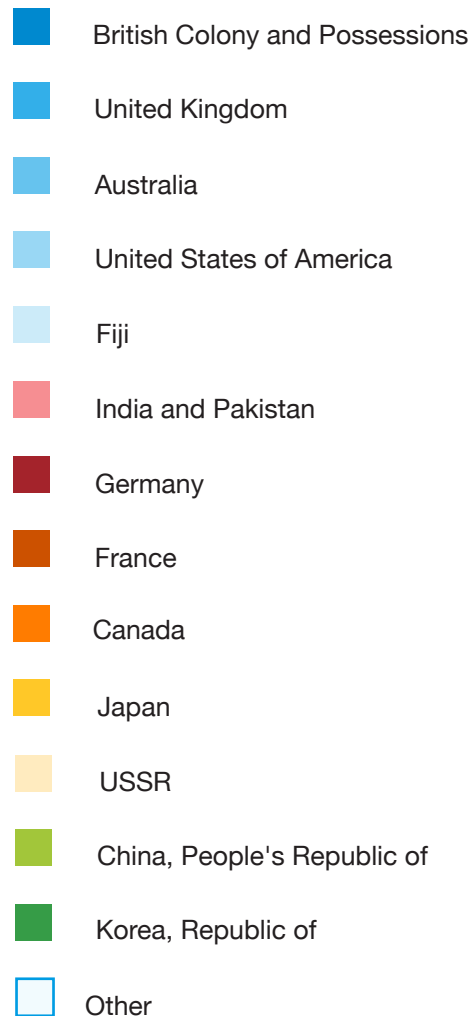 British Colony and Possessions
United Kingdom
Australia
United States of America
Fiji
India and Pakistan
Germany
France
Canada
Japan
USSR
China, People's Republic of
Korea, Republic of
Other